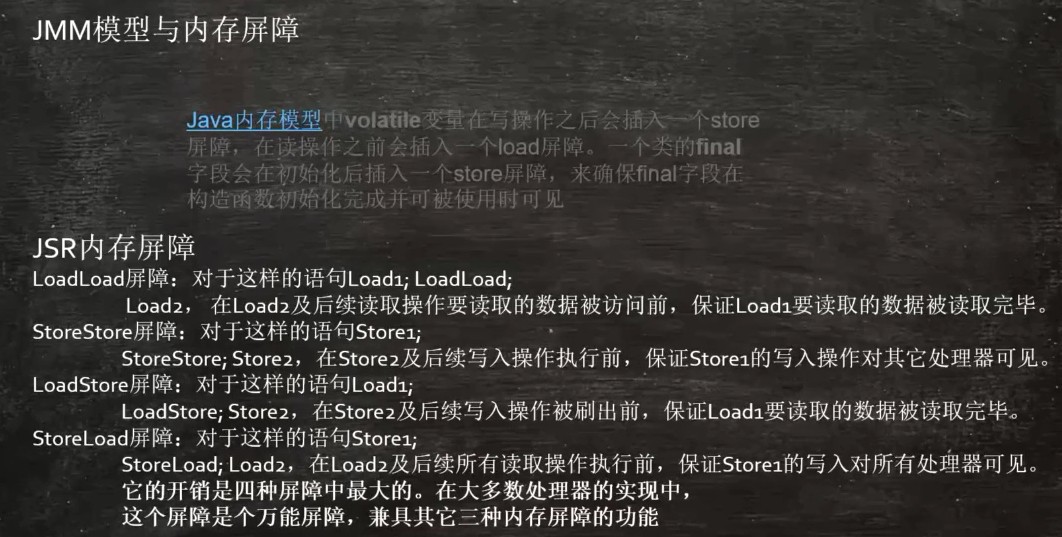 JMM模型与内存屏障
Java内存模型中volatile变量在写操作之后会插入一个store
屏障，在读操作之前会插入一个load屏障。一个类的final
字段会在初始化后插入一个store屏障，来确保final字段在
构造函数初始化完成并可被使用时可见
JSR内存屏障
LoadLoad屏障：对于这样的语句Load1; LoadLoad;
Load2， 在Load2及后续读取操作要读取的数据被访问前，保证Load1要读取的数据被读取完毕。
StoreStore屏障：对于这样的语句Store1;
StoreStore; Store2，在Store2及后续写入操作执行前，保证Store1的写入操作对其它处理器可见。
LoadStore屏障：对于这样的语句Load1;
LoadStore; Store2，在Store2及后续写入操作被刷出前，保证Load1要读取的数据被读取完毕。
StoreLoad屏障：对于这样的语句Store1;
StoreLoad; Load2，在Load2及后续所有读取操作执行前，保证Store1的写入对所有处理器可见。
它的开销是四种屏障中最大的。在大多数处理器的实现中，
这个屏障是个万能屏障，兼具其它三种内存屏障的功能